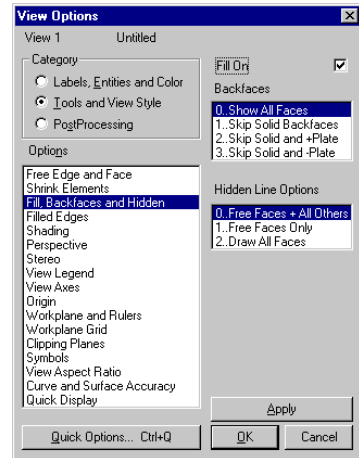 View Options
View 1 Untitled
Category
Labels, Entities and Color
Tools and View Style
PostProcessing
Options
Free Edge and Face
Shrink Elements
Fill, Backfaces and Hidden
Filled Edges
Shading
Perspective
Stereo
View Legend
View Axes
Origin
Workplane and Rulers
Workplane Grid
Clipping Planes
Symbols
View Aspect Ratio
Curve and Surface Accuracy
Quick Display
Quick Options... Ctrl+Q
Fill On
Backfaces
0..Show All Faces
1..Skip Solid Backfaces
2..Skip Solid and +Plate
3..Skip Solid and -Plate
Hidden Line Options
0..Free Faces + All Others
1..Free Faces Only
2..Draw All Faces
Apply
OK Cancel